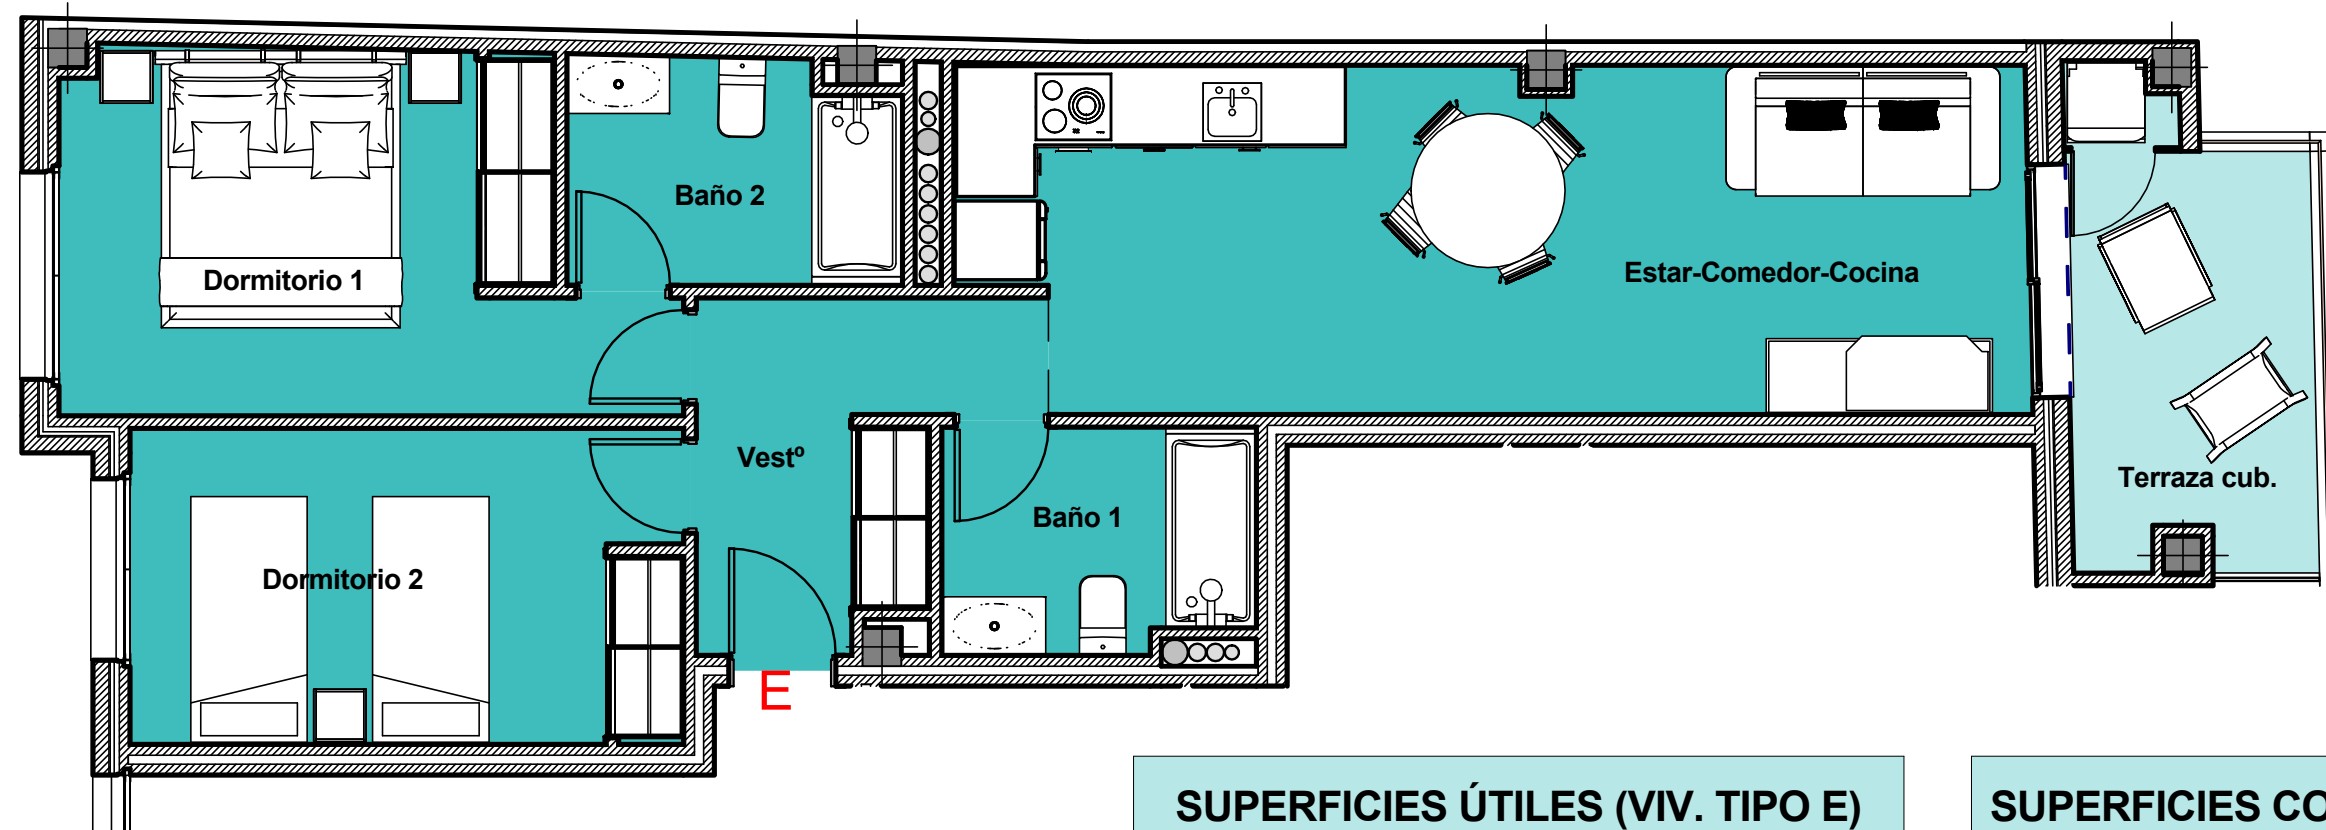 Baño 2
Dormitorio 1
Estar-Comedor-Cocina
Vestº
Terraza cub.
Baño 1
Dormitorio 2
E
SUPERFICIES ÚTILES (VIV. TIPO E)
SUPERFICIES CO